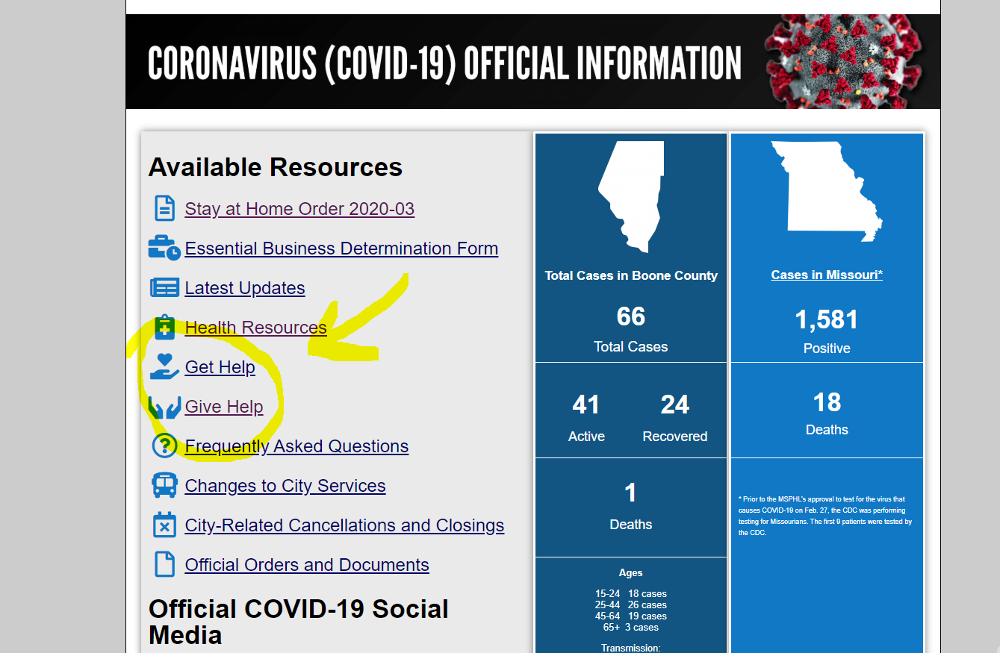 CORONAVIRUS (COVID-19) OFFICIAL INFORMATION
Available Resources
Stay at Home Order 2020-03
Essential Business Determination Form
Latest Updates
Health Resources
Get Help
Give Help
Frequently Asked Questions
Changes to City Services
City-Related Cancellations and Closings
Official Orders and Documents
Official COVID-19 Social
Media
Total Cases in Boone County
66
Total Cases
41
Active
24
Recovered
1
Deaths
Ages
15-24 18 cases
25-44 26 cases
45-64 19 cases
65+ 3 cases
Transmission:
Cases in Missouri*
1,581
Positive
18
Deaths
* Prior to the MSPHL's approval to test for the virus that
causes COVID-19 on Feb. 27, the CDC was performing
testing for Missourians. The first 9 patients were tested by
the CDC.